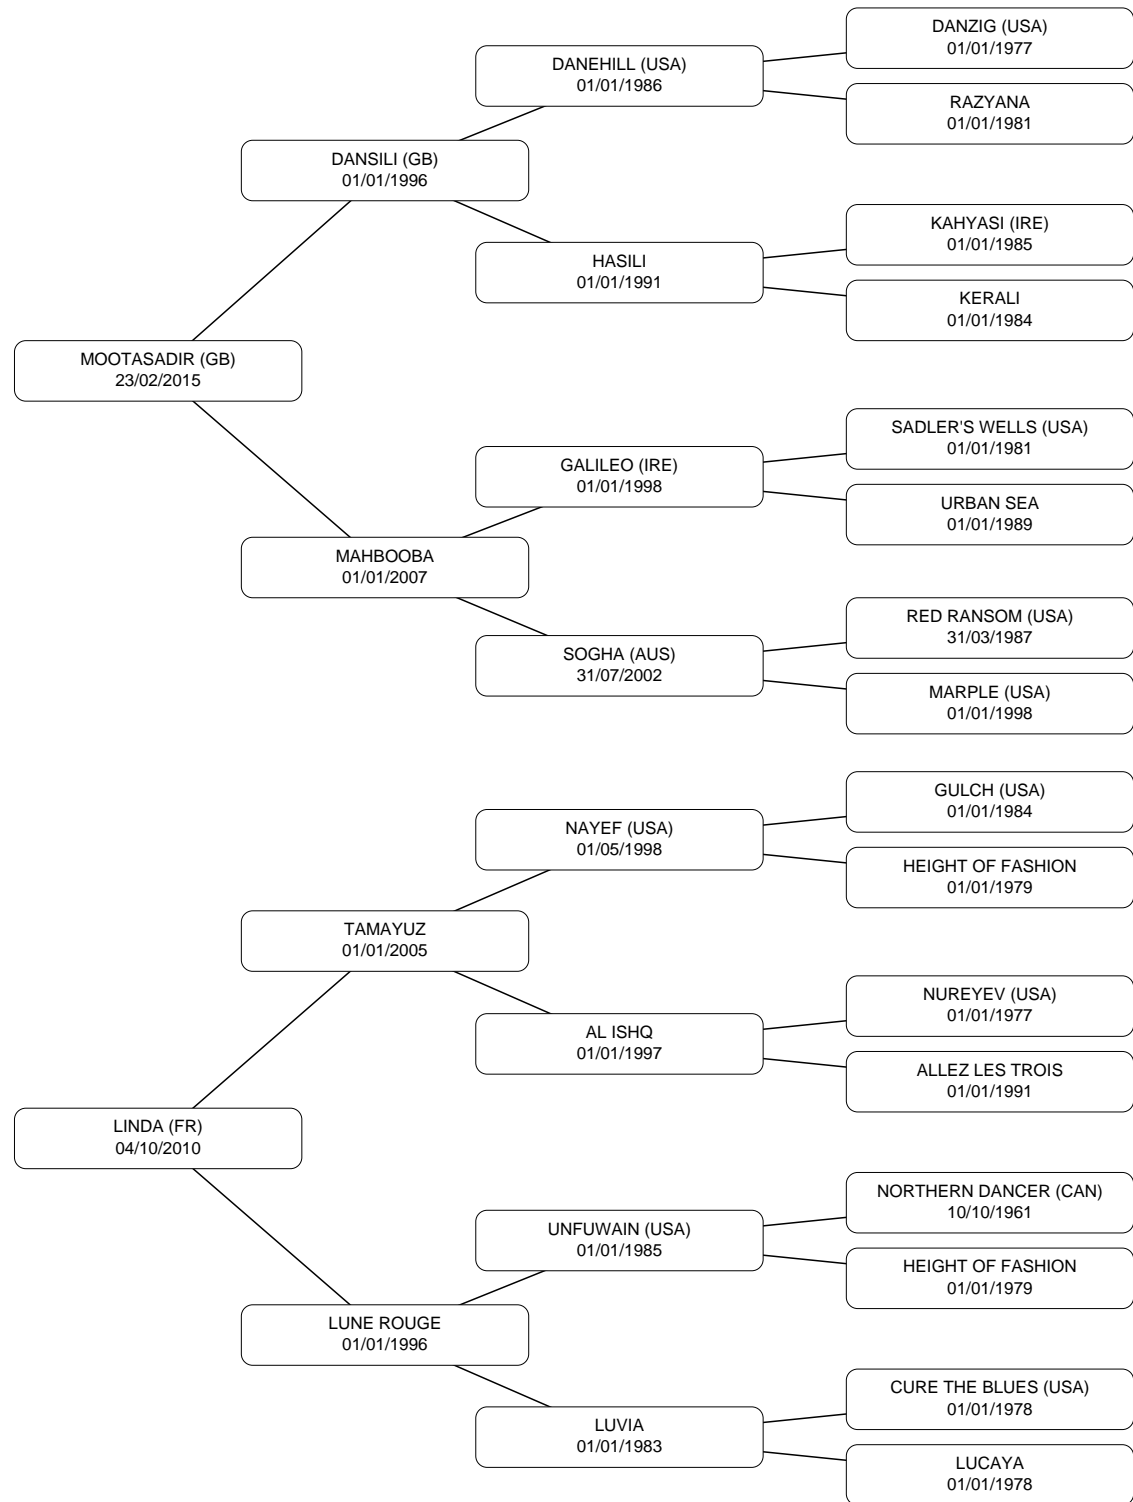 DANZIG (USA)
01/01/1977
DANEHILL (USA)
01/01/1986
RAZYANA
01/01/1981
DANSILI (GB)
01/01/1996
KAHYASI (IRE)
01/01/1985
HASILI
01/01/1991
KERALI
01/01/1984
MOOTASADIR (GB)
23/02/2015
SADLER'S WELLS (USA)
01/01/1981
GALILEO (IRE)
01/01/1998
URBAN SEA
01/01/1989
MAHBOOBA
01/01/2007
RED RANSOM (USA)
31/03/1987
SOGHA (AUS)
31/07/2002
MARPLE (USA)
01/01/1998
GULCH (USA)
01/01/1984
NAYEF (USA)
01/05/1998
HEIGHT OF FASHION
01/01/1979
TAMAYUZ
01/01/2005
NUREYEV (USA)
01/01/1977
AL ISHQ
01/01/1997
ALLEZ LES TROIS
01/01/1991
LINDA (FR)
04/10/2010
NORTHERN DANCER (CAN)
10/10/1961
UNFUWAIN (USA)
01/01/1985
HEIGHT OF FASHION
01/01/1979
LUNE ROUGE
01/01/1996
CURE THE BLUES (USA)
01/01/1978
LUVIA
01/01/1983
LUCAYA
01/01/1978